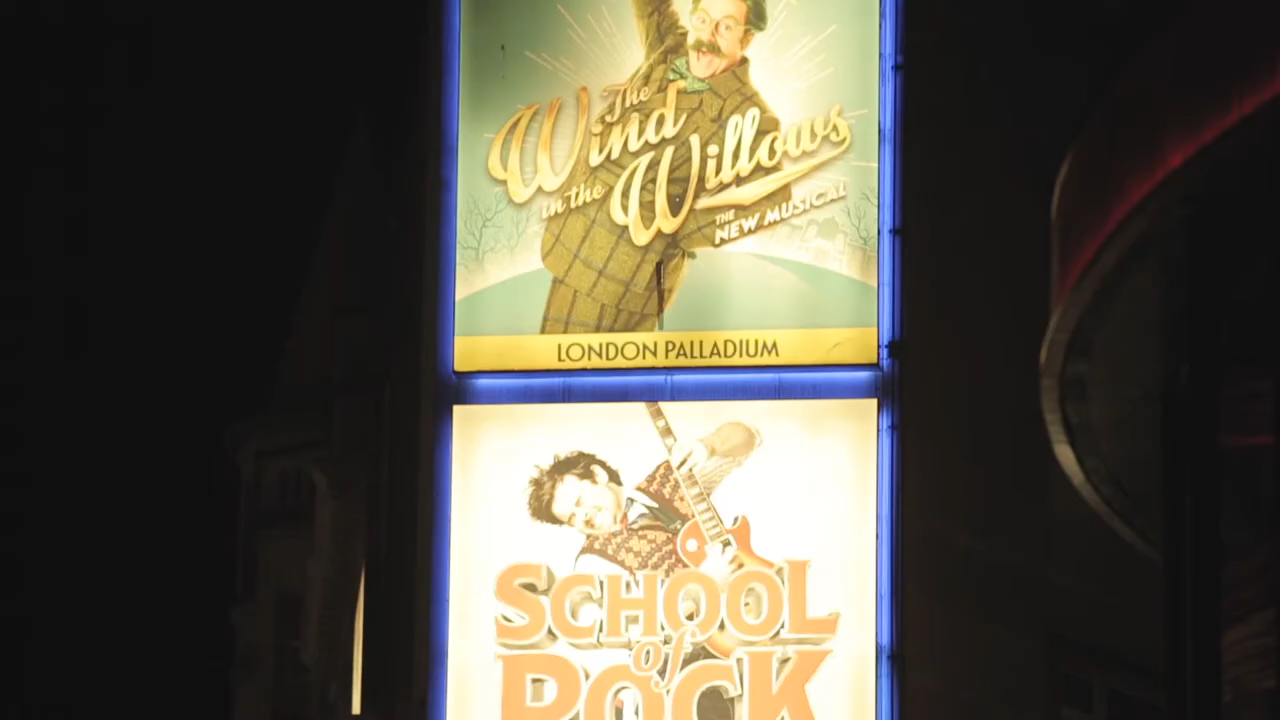 The
Wind
in the Willows
THE
NEW MUSICAL
LONDON PALLADIUM
SCHOOL
of
ROCK